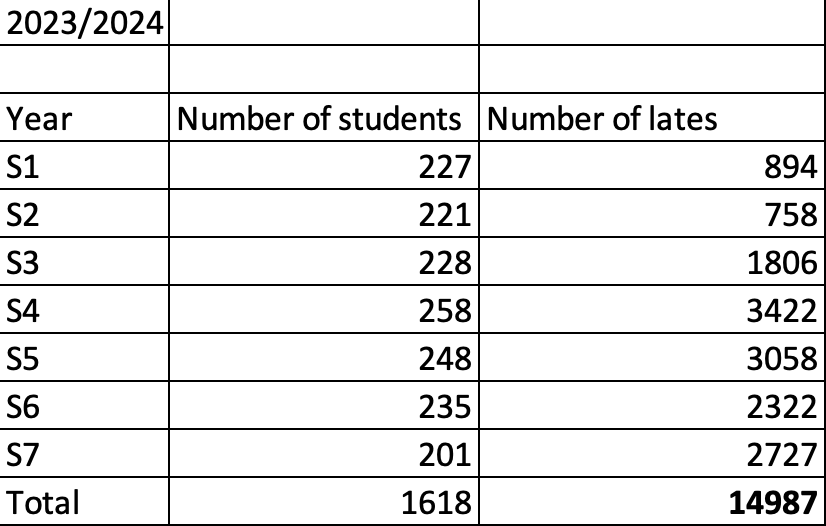 2023/2024
Year Number of students Number of lates
S1 227 894
S2 221 758
S3 228 1806
S4 258 3422
S5 248 3058
S6 235 2322
S7 201 2727
Total 1618 14987